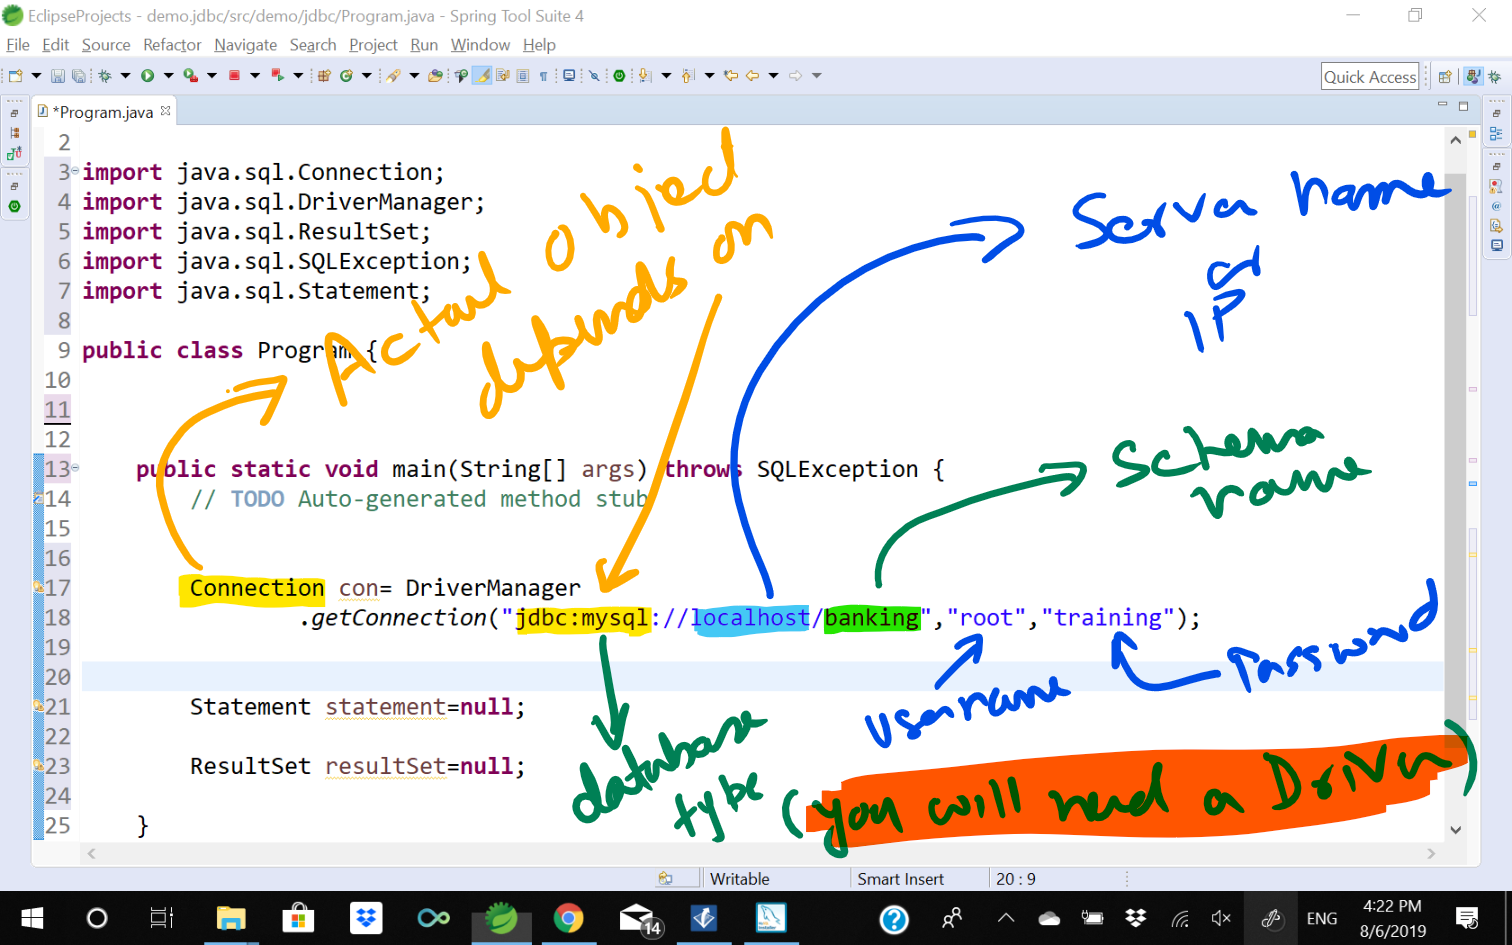 EclipseProjects - demo.jdbc/src/demo/jdbc/Program.java - Spring Tool Suite 4
File Edit Source Refactor Navigate Search Project Run Window Help
Quick Access
*Program.java
2
3 import java.sql.Connection;
4 import java.sql.DriverManager;
5 import java.sql.ResultSet;
6 import java.sql.SQLException;
7 import java.sql.Statement;
8
9 public class Program {
10
11
12
13 public static void main(String[] args) throws SQLException {
14 // TODO Auto-generated method stub
15
16
17 Connection con= DriverManager
18 .getConnection("jdbc:mysql://localhost/banking","root","training");
19
20
21 Statement statement=null;
22
23 ResultSet resultSet=null;
24
25 }
Actual object
depends on
Server name
or
IP
Schema
name
username
Password
database
type
(you will need a Driver)
Writable Smart Insert 20 : 9
14
ENG
4:22 PM
8/6/2019